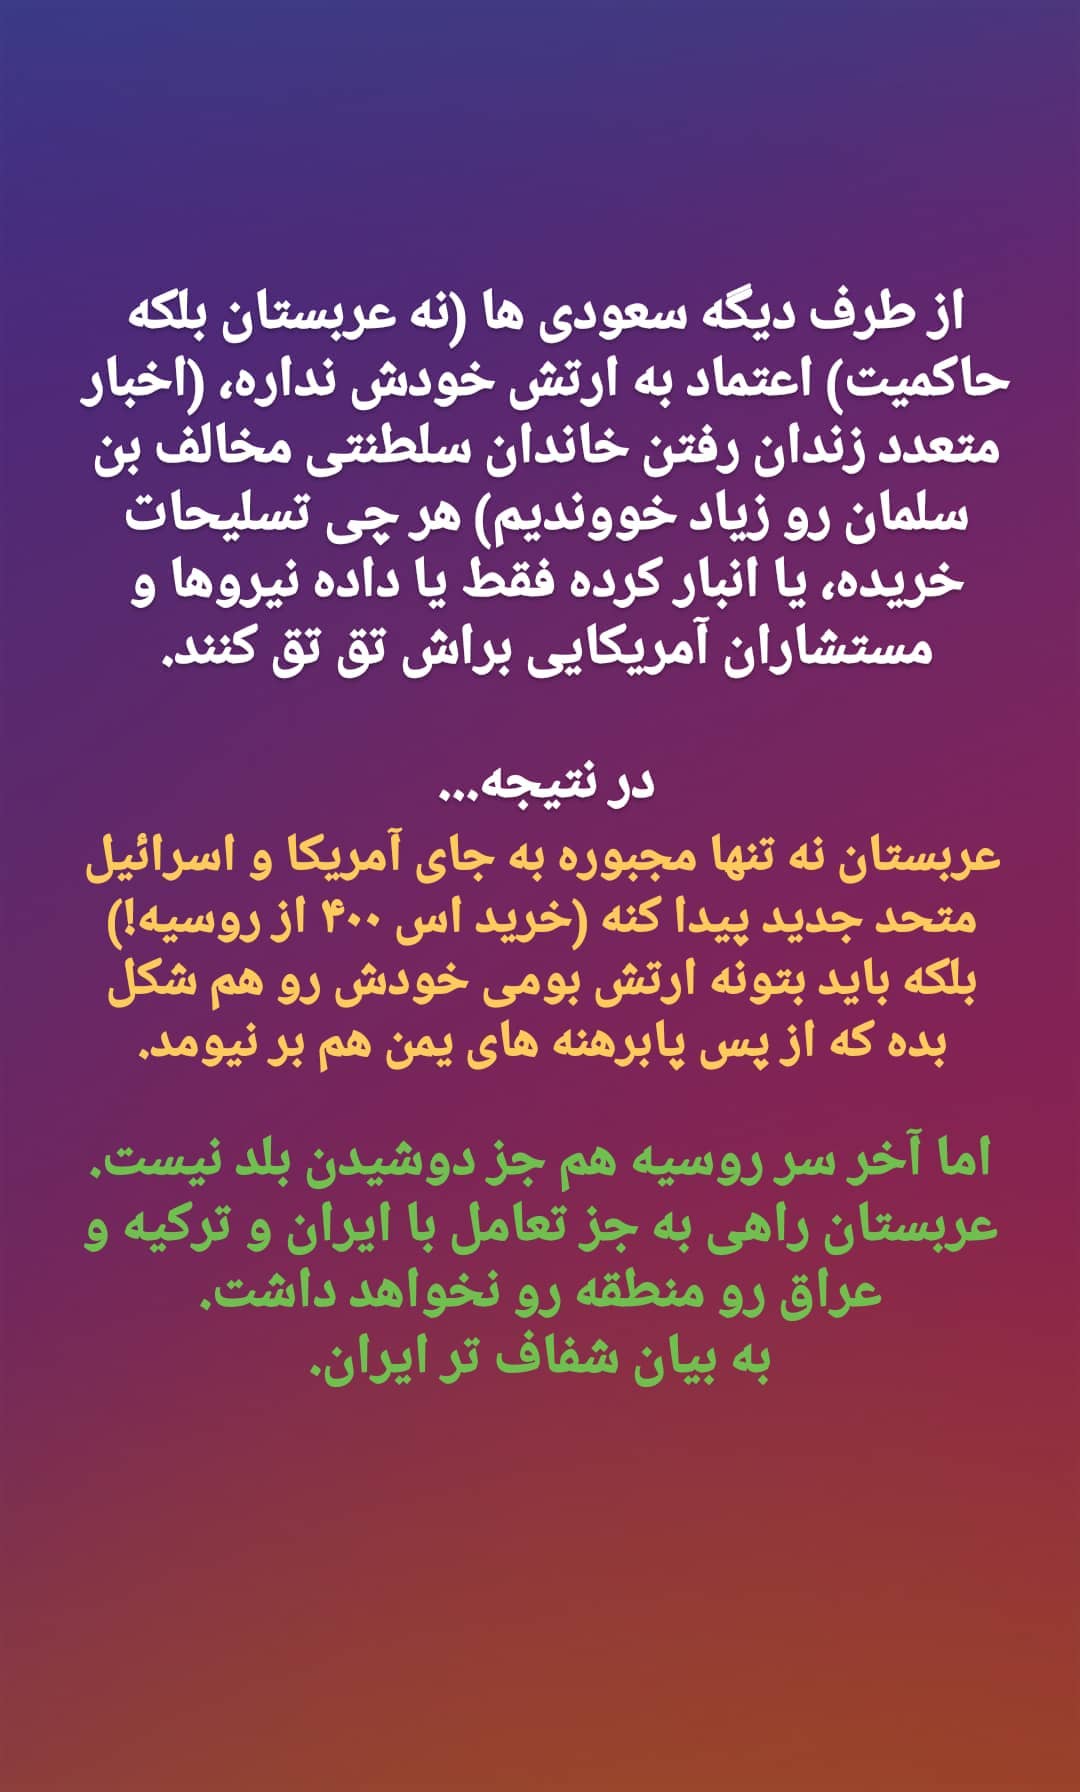 از طرف دیگه سعودی ها (نه عربستان بلکه
حاکمیت) اعتماد به ارتش خودش نداره، (اخبار
متعدد زندان رفتن خاندان سلطنتی مخالف بن
سلمان رو زیاد خووندیم) هر چی تسلیحات
خریده، یا انبار کرده فقط یا داده نیروها و
مستشاران آمریکایی براش تق تق کنند.
در نتیجه...
عربستان نه تنها مجبوره به جای آمریکا و اسرائیل
متحد جدید پیدا کنه (خرید اس ۴۰۰ از روسیه!)
بلکه باید بتونه ارتش بومی خودش رو هم شکل
بده که از پس پابرهنه های یمن هم بر نیومد.
اما آخر سر روسیه هم جز دوشیدن بلد نیست.
عربستان راهی به جز تعامل با ایران و ترکیه و
عراق رو منطقه رو نخواهد داشت.
به بیان شفاف تر ایران.